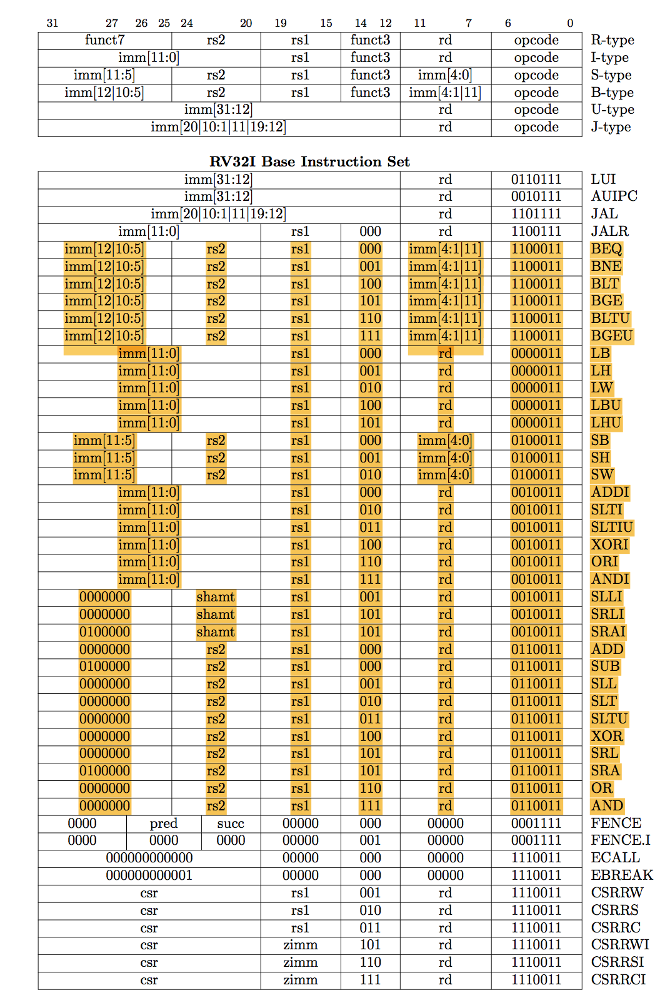 31 27 26 25 24 20 19 15 14 12 11 7 6 0
funct7 rs2 rs1 funct3 rd opcode R-type
imm[11:0] rs1 funct3 rd opcode I-type
imm[11:5] rs2 rs1 funct3 imm[4:0] opcode S-type
imm[12|10:5] rs2 rs1 funct3 imm[4:1|11] opcode B-type
imm[31:12] rd opcode U-type
imm[20|10:1|11|19:12] rd opcode J-type
RV32I Base Instruction Set
imm[31:12] rd 0110111 LUI
imm[31:12] rd 0010111 AUIPC
imm[20|10:1|11|19:12] rd 1101111 JAL
imm[11:0] rs1 000 rd 1100111 JALR
imm[12|10:5] rs2 rs1 000 imm[4:1|11] 1100011 BEQ
imm[12|10:5] rs2 rs1 001 imm[4:1|11] 1100011 BNE
imm[12|10:5] rs2 rs1 100 imm[4:1|11] 1100011 BLT
imm[12|10:5] rs2 rs1 101 imm[4:1|11] 1100011 BGE
imm[12|10:5] rs2 rs1 110 imm[4:1|11] 1100011 BLTU
imm[12|10:5] rs2 rs1 111 imm[4:1|11] 1100011 BGEU
imm[11:0] rs1 000 rd 0000011 LB
imm[11:0] rs1 001 rd 0000011 LH
imm[11:0] rs1 010 rd 0000011 LW
imm[11:0] rs1 100 rd 0000011 LBU
imm[11:0] rs1 101 rd 0000011 LHU
imm[11:5] rs2 rs1 000 imm[4:0] 0100011 SB
imm[11:5] rs2 rs1 001 imm[4:0] 0100011 SH
imm[11:5] rs2 rs1 010 imm[4:0] 0100011 SW
imm[11:0] rs1 000 rd 0010011 ADDI
imm[11:0] rs1 010 rd 0010011 SLTI
imm[11:0] rs1 011 rd 0010011 SLTIU
imm[11:0] rs1 100 rd 0010011 XORI
imm[11:0] rs1 110 rd 0010011 ORI
imm[11:0] rs1 111 rd 0010011 ANDI
0000000 shamt rs1 001 rd 0010011 SLLI
0000000 shamt rs1 101 rd 0010011 SRLI
0100000 shamt rs1 101 rd 0010011 SRAI
0000000 rs2 rs1 000 rd 0110011 ADD
0100000 rs2 rs1 000 rd 0110011 SUB
0000000 rs2 rs1 001 rd 0110011 SLL
0000000 rs2 rs1 010 rd 0110011 SLT
0000000 rs2 rs1 011 rd 0110011 SLTU
0000000 rs2 rs1 100 rd 0110011 XOR
0000000 rs2 rs1 101 rd 0110011 SRL
0100000 rs2 rs1 101 rd 0110011 SRA
0000000 rs2 rs1 110 rd 0110011 OR
0000000 rs2 rs1 111 rd 0110011 AND
0000 pred succ 00000 000 00000 0001111 FENCE
0000 0000 0000 00000 001 00000 0001111 FENCE.I
000000000000 00000 000 00000 1110011 ECALL
000000000001 00000 000 00000 1110011 EBREAK
csr rs1 001 rd 1110011 CSRRW
csr rs1 010 rd 1110011 CSRRS
csr rs1 011 rd 1110011 CSRRC
csr zimm 101 rd 1110011 CSRRWI
csr zimm 110 rd 1110011 CSRRSI
csr zimm 111 rd 1110011 CSRRCI